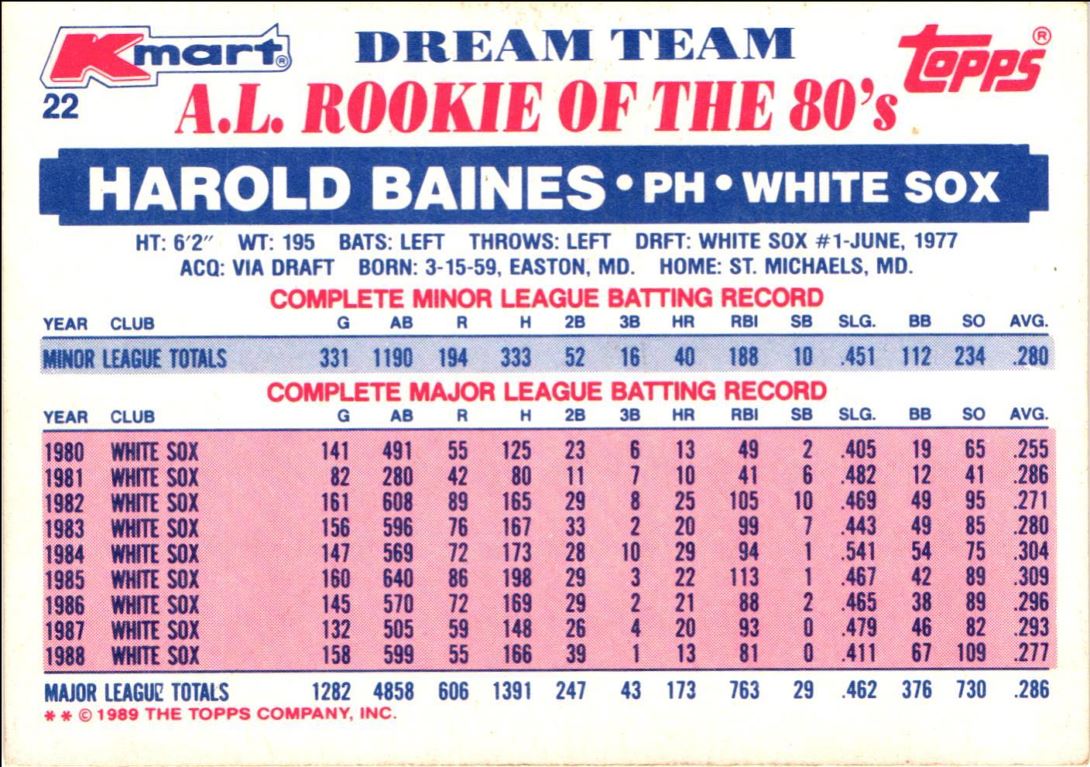 Kmart® DREAM TEAM Topps®
22 A.L. ROOKIE OF THE 80's
HAROLD BAINES • PH • WHITE SOX
HT: 6'2" WT: 195 BATS: LEFT THROWS: LEFT DRFT: WHITE SOX #1-JUNE, 1977
ACQ: VIA DRAFT BORN: 3-15-59, EASTON, MD. HOME: ST. MICHAELS, MD.
COMPLETE MINOR LEAGUE BATTING RECORD
YEAR CLUB G AB R H 2B 3B HR RBI SB SLG. BB SO AVG.
MINOR LEAGUE TOTALS 331 1190 194 333 52 16 40 188 10 .451 112 234 .280
COMPLETE MAJOR LEAGUE BATTING RECORD
YEAR CLUB G AB R H 2B 3B HR RBI SB SLG. BB SO AVG.
1980 WHITE SOX 141 491 55 125 23 6 13 49 2 .405 19 65 .255
1981 WHITE SOX 82 280 42 80 11 7 10 41 6 .482 12 41 .286
1982 WHITE SOX 161 608 89 165 29 8 25 105 10 .469 49 95 .271
1983 WHITE SOX 156 596 76 167 33 2 20 99 7 .443 49 85 .280
1984 WHITE SOX 147 569 72 173 28 10 29 94 1 .541 54 75 .304
1985 WHITE SOX 160 640 86 198 29 3 22 113 1 .467 42 89 .309
1986 WHITE SOX 145 570 72 169 29 2 21 88 2 .465 38 89 .296
1987 WHITE SOX 132 505 59 148 26 4 20 93 0 .479 46 82 .293
1988 WHITE SOX 158 599 55 166 39 1 13 81 0 .411 67 109 .277
MAJOR LEAGUE TOTALS 1282 4858 606 1391 247 43 173 763 29 .462 376 730 .286
* * © 1989 THE TOPPS COMPANY, INC.